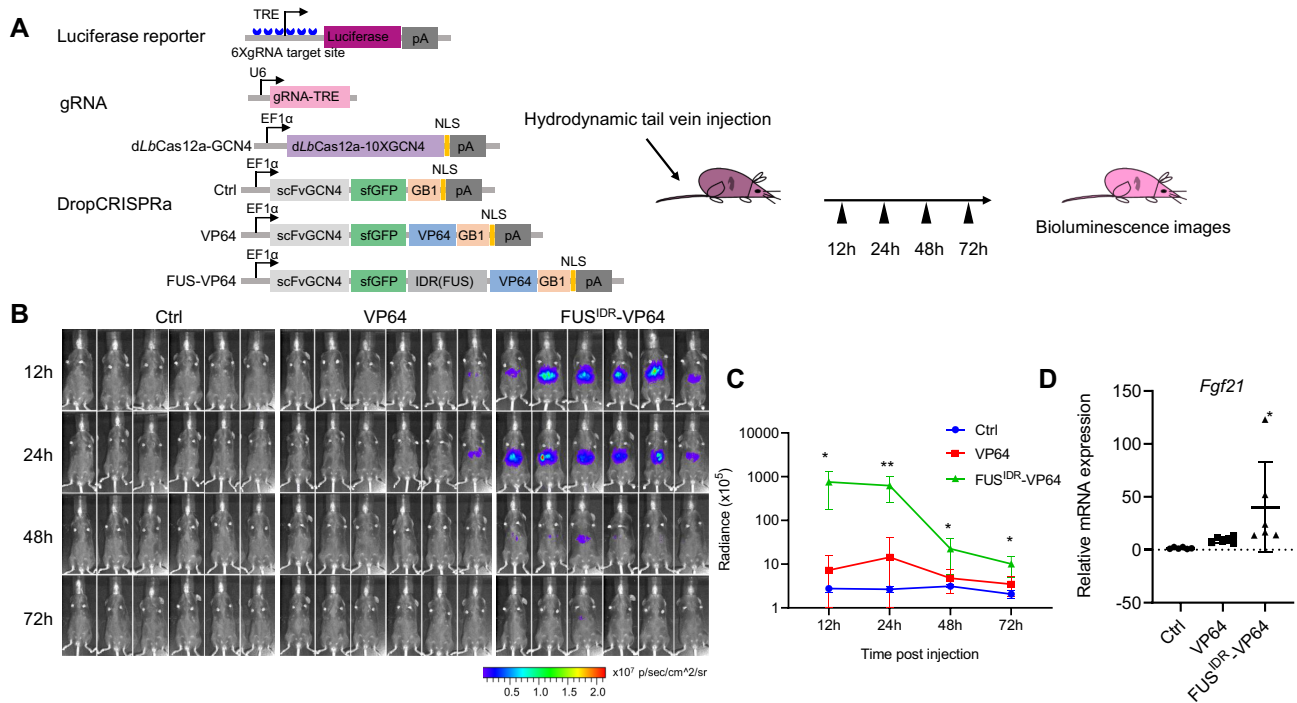 A
TRE
Luciferase reporter
Luciferase
pA
6XgRNA target site
U6
gRNA
gRNA-TRE
EF1α
NLS
dLbCas12a-GCN4
dLbCas12a-10XGCN4
pA
EF1α
NLS
Ctrl
scFvGCN4
sfGFP
GB1
pA
DropCRISPRa
EF1α
NLS
VP64
scFvGCN4
sfGFP
VP64
GB1
pA
EF1α
NLS
FUS-VP64
scFvGCN4
sfGFP
IDR(FUS)
VP64
GB1
pA
Hydrodynamic tail vein injection
12h
24h
48h
72h
Bioluminescence images
B
Ctrl
VP64
FUSᴵᴰᴿ-VP64
12h
24h
48h
72h
0.5 1.0 1.5 2.0
x10⁷ p/sec/cm^2/sr
C
Ctrl
VP64
FUSᴵᴰᴿ-VP64
Radiance (x10⁵)
10000
1000
100
10
1
*
**
*
*
12h 24h 48h 72h
Time post injection
D
Fgf21
Relative mRNA expression
150
100
50
0
-50
*
Ctrl
VP64
FUSᴵᴰᴿ-VP64